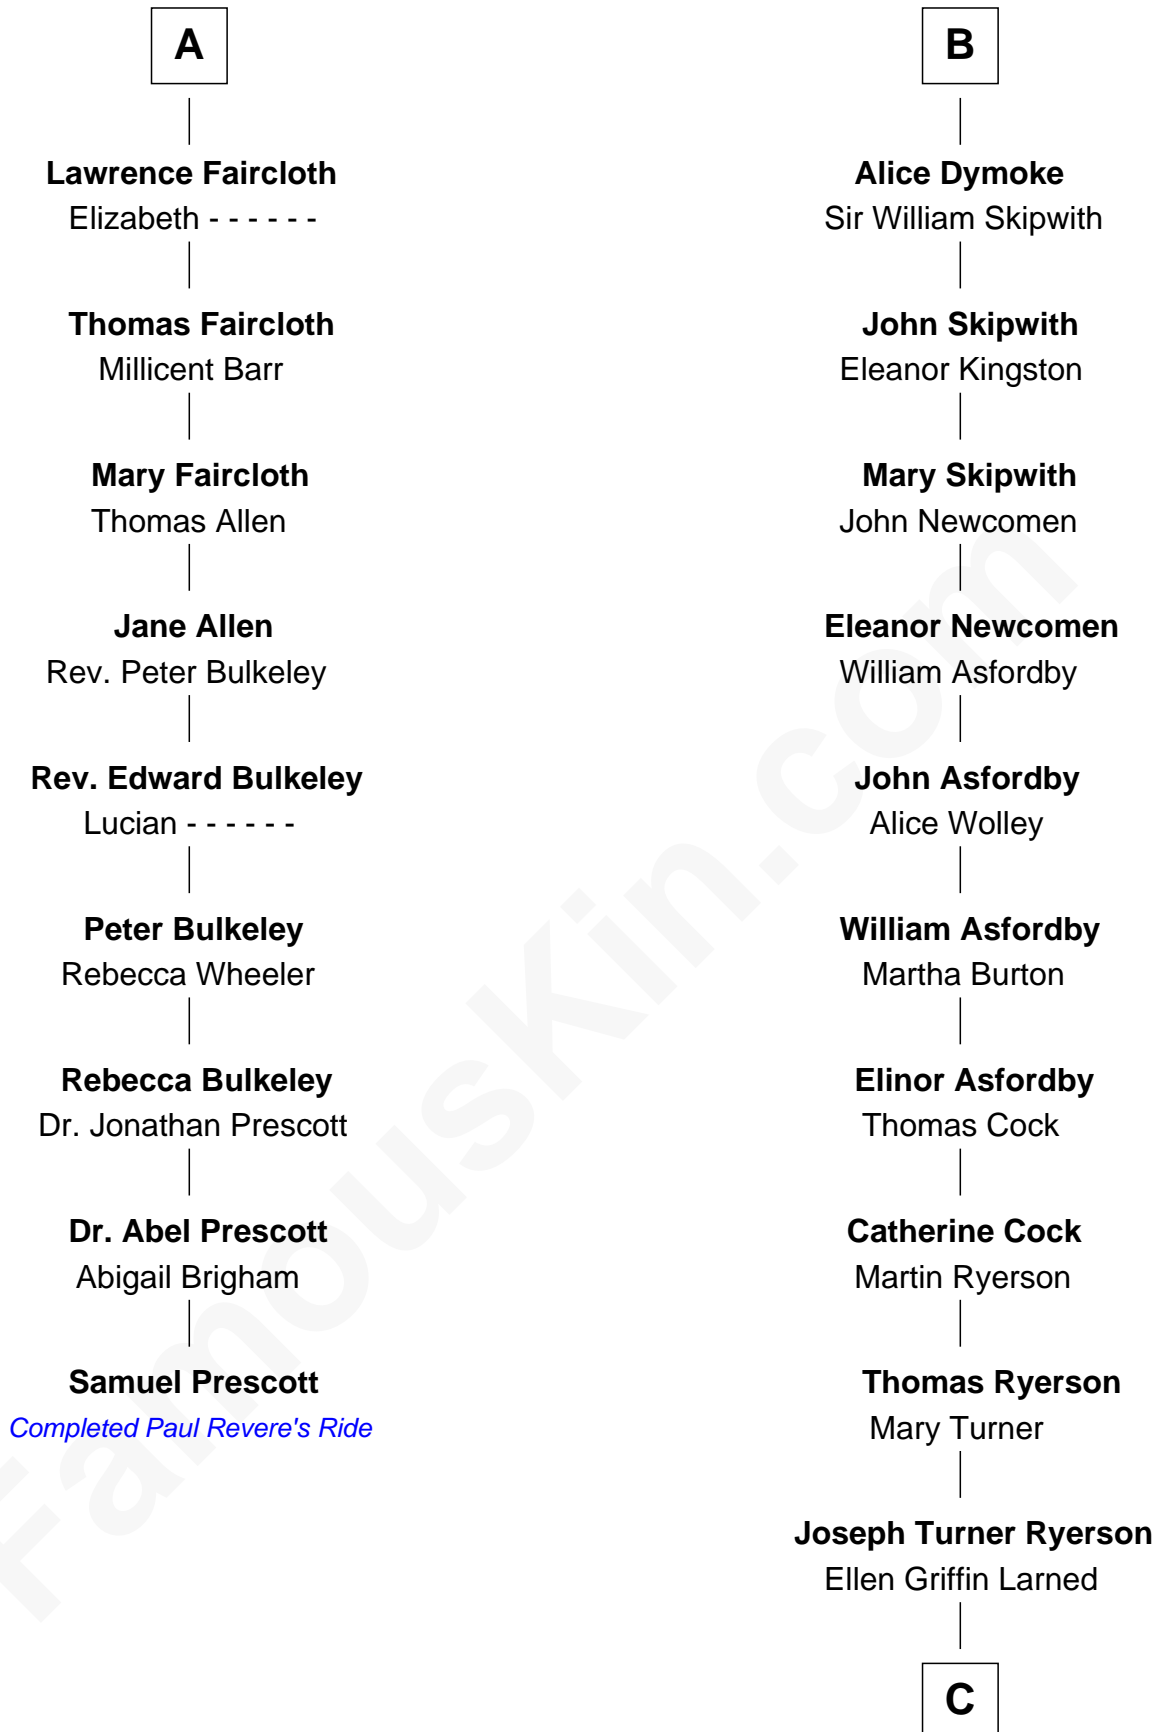 A
Lawrence Faircloth
Elizabeth - - - - - -
Thomas Faircloth
Millicent Barr
Mary Faircloth
Thomas Allen
Jane Allen
Rev. Peter Bulkeley
Rev. Edward Bulkeley
Lucian - - - - - -
Peter Bulkeley
Rebecca Wheeler
Rebecca Bulkeley
Dr. Jonathan Prescott
Dr. Abel Prescott
Abigail Brigham
Samuel Prescott
Completed Paul Revere's Ride
B
Alice Dymoke
Sir William Skipwith
John Skipwith
Eleanor Kingston
Mary Skipwith
John Newcomen
Eleanor Newcomen
William Asfordby
John Asfordby
Alice Wolley
William Asfordby
Martha Burton
Elinor Asfordby
Thomas Cock
Catherine Cock
Martin Ryerson
Thomas Ryerson
Mary Turner
Joseph Turner Ryerson
Ellen Griffin Larned
C
FamousKin.com